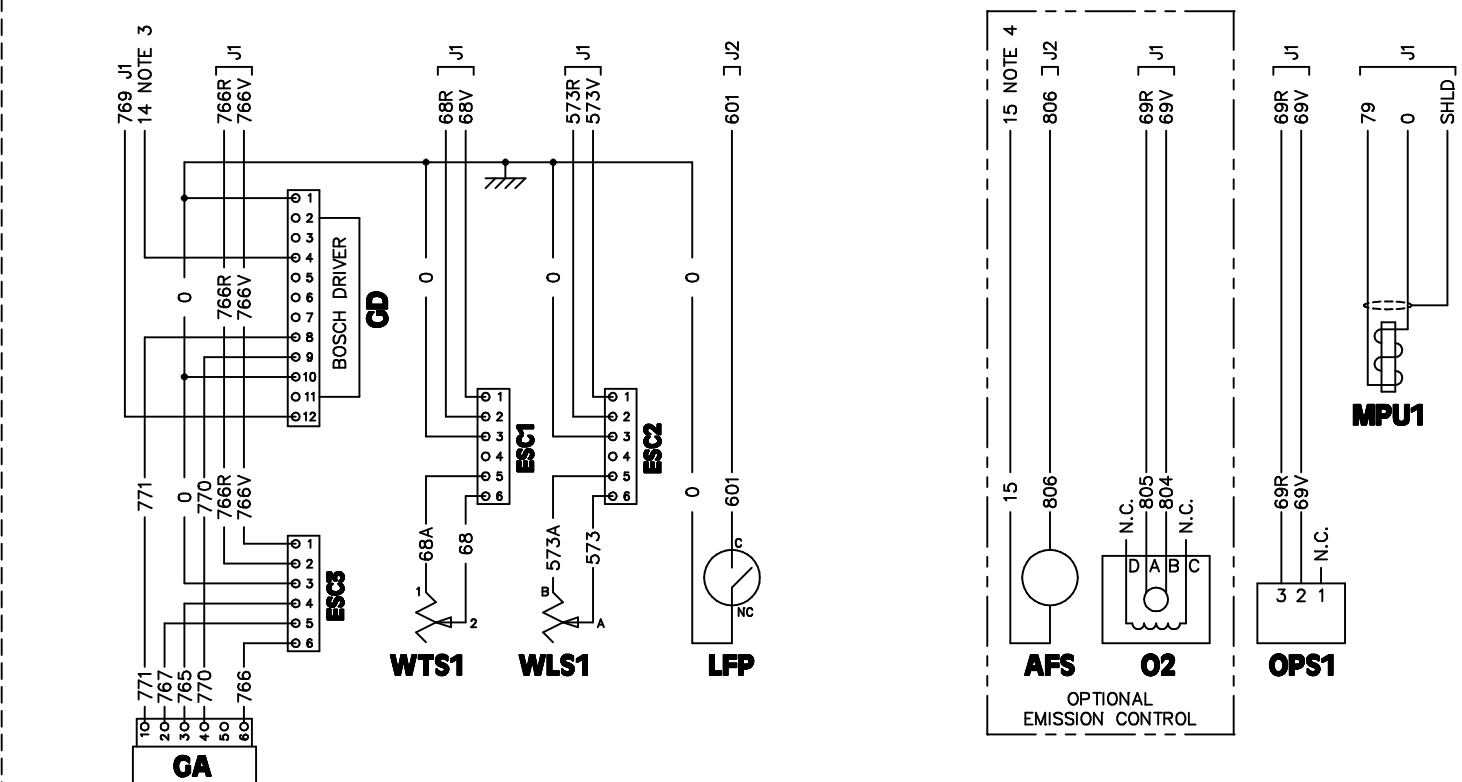 769 J1
14 NOTE 3
J1
766R
766V
J1
68R
68V
J1
573R
573V
J2
601
15 NOTE 4
J2
806
J1
69R
69V
J1
69R
69V
J1
79
0
SHLD
1
2
3
4
5
6
7
8
9
10
11
12
BOSCH DRIVER
GD
0
766R
766V
0
0
0
1
2
3
4
5
6
ESC1
1
2
3
4
5
6
ESC2
MPU1
771
0
770
766R
766V
68A
68
573A
573
0
601
15
806
N.C.
805
804
N.C.
69R
69V
N.C.
1
2
3
4
5
6
ESC3
1
2
WTS1
B
A
WLS1
C
NC
LFP
AFS
D A B C
O2
3 2 1
OPS1
OPTIONAL
EMISSION CONTROL
771
767
765
770
766
1
2
3
4
5
6
GA